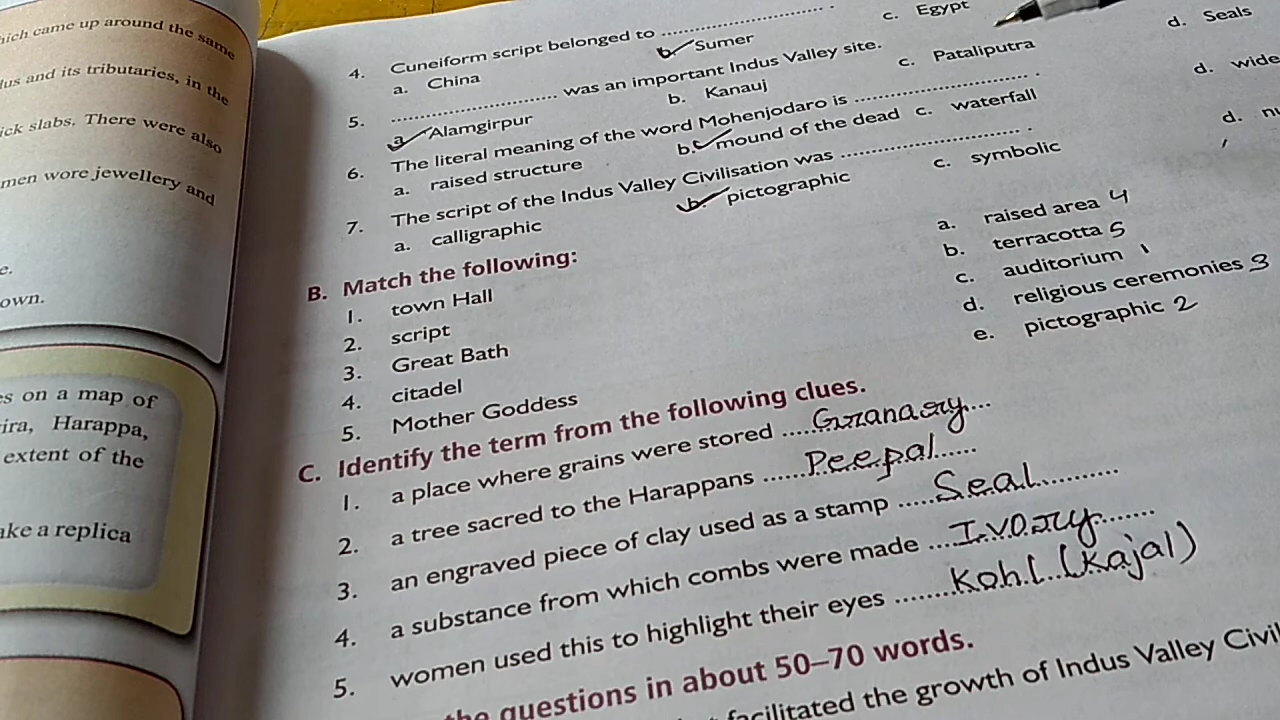 hich came up around the same
lus and its tributaries, in the
ick slabs. There were also
men wore jewellery and
e.
own.
es on a map of
ira, Harappa,
extent of the
ake a replica
4. Cuneiform script belonged to .
a. China b. Sumer c. Egypt d. Seals
5. was an important Indus Valley site.
a. Alamgirpur b. Kanauj c. Pataliputra d. wide
6. The literal meaning of the word Mohenjodaro is .
a. raised structure b. mound of the dead c. waterfall d.
7. The script of the Indus Valley Civilisation was .
a. calligraphic b. pictographic c. symbolic
B. Match the following:
1. town Hall a. raised area 4
2. script b. terracotta 5
3. Great Bath c. auditorium 1
4. citadel d. religious ceremonies 3
5. Mother Goddess e. pictographic 2
C. Identify the term from the following clues.
1. a place where grains were stored Granary
2. a tree sacred to the Harappans Peepal
3. an engraved piece of clay used as a stamp Seal
4. a substance from which combs were made Ivory
5. women used this to highlight their eyes Kohl (Kajal)
the questions in about 50–70 words.
facilitated the growth of Indus Valley Civil